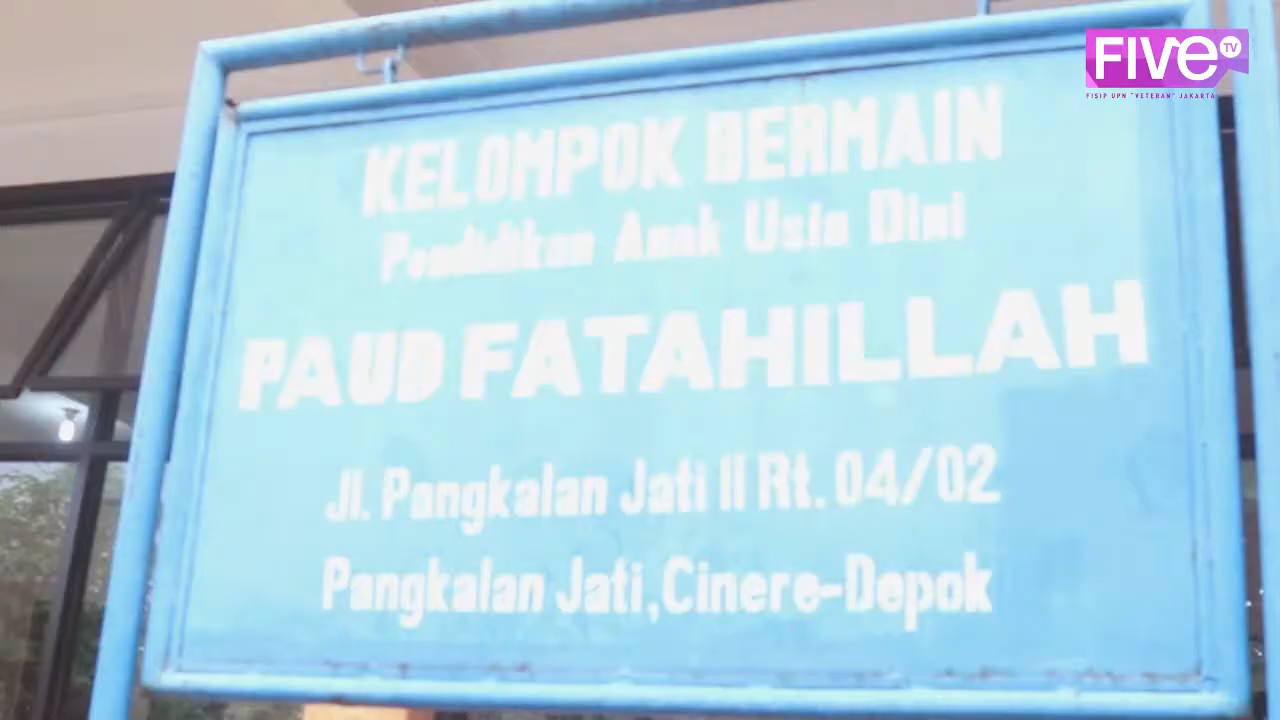 FIVE TV
FISIP UPN "VETERAN" JAKARTA
KELOMPOK BERMAIN
Pendidikan Anak Usia Dini
PAUD FATAHILLAH
Jl. Pangkalan Jati II Rt. 04/02
Pangkalan Jati, Cinere-Depok